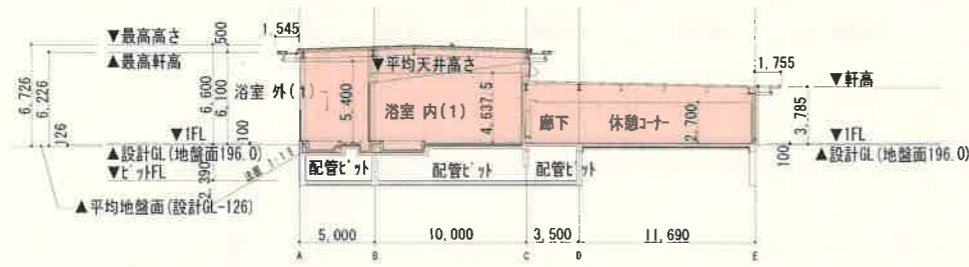 ▼最高高さ
▲最高軒高
500
1,545
6,726
6,226
126
6,600
6,100
100
浴室 外(1)
5,400
▼平均天井高さ
浴室 内(1)
4,637.5
廊下
休憩コーナー
2,700
1,755
▼軒高
3,785
▼1FL
▲設計GL(地盤面196.0)
100
▼1FL
▲設計GL(地盤面196.0)
▼ピットFL
2,390
▲平均地盤面(設計GL-126)
配管ピット
配管ピット
配管ピット
5,000
10,000
3,500
11,690
A
B
C
D
E